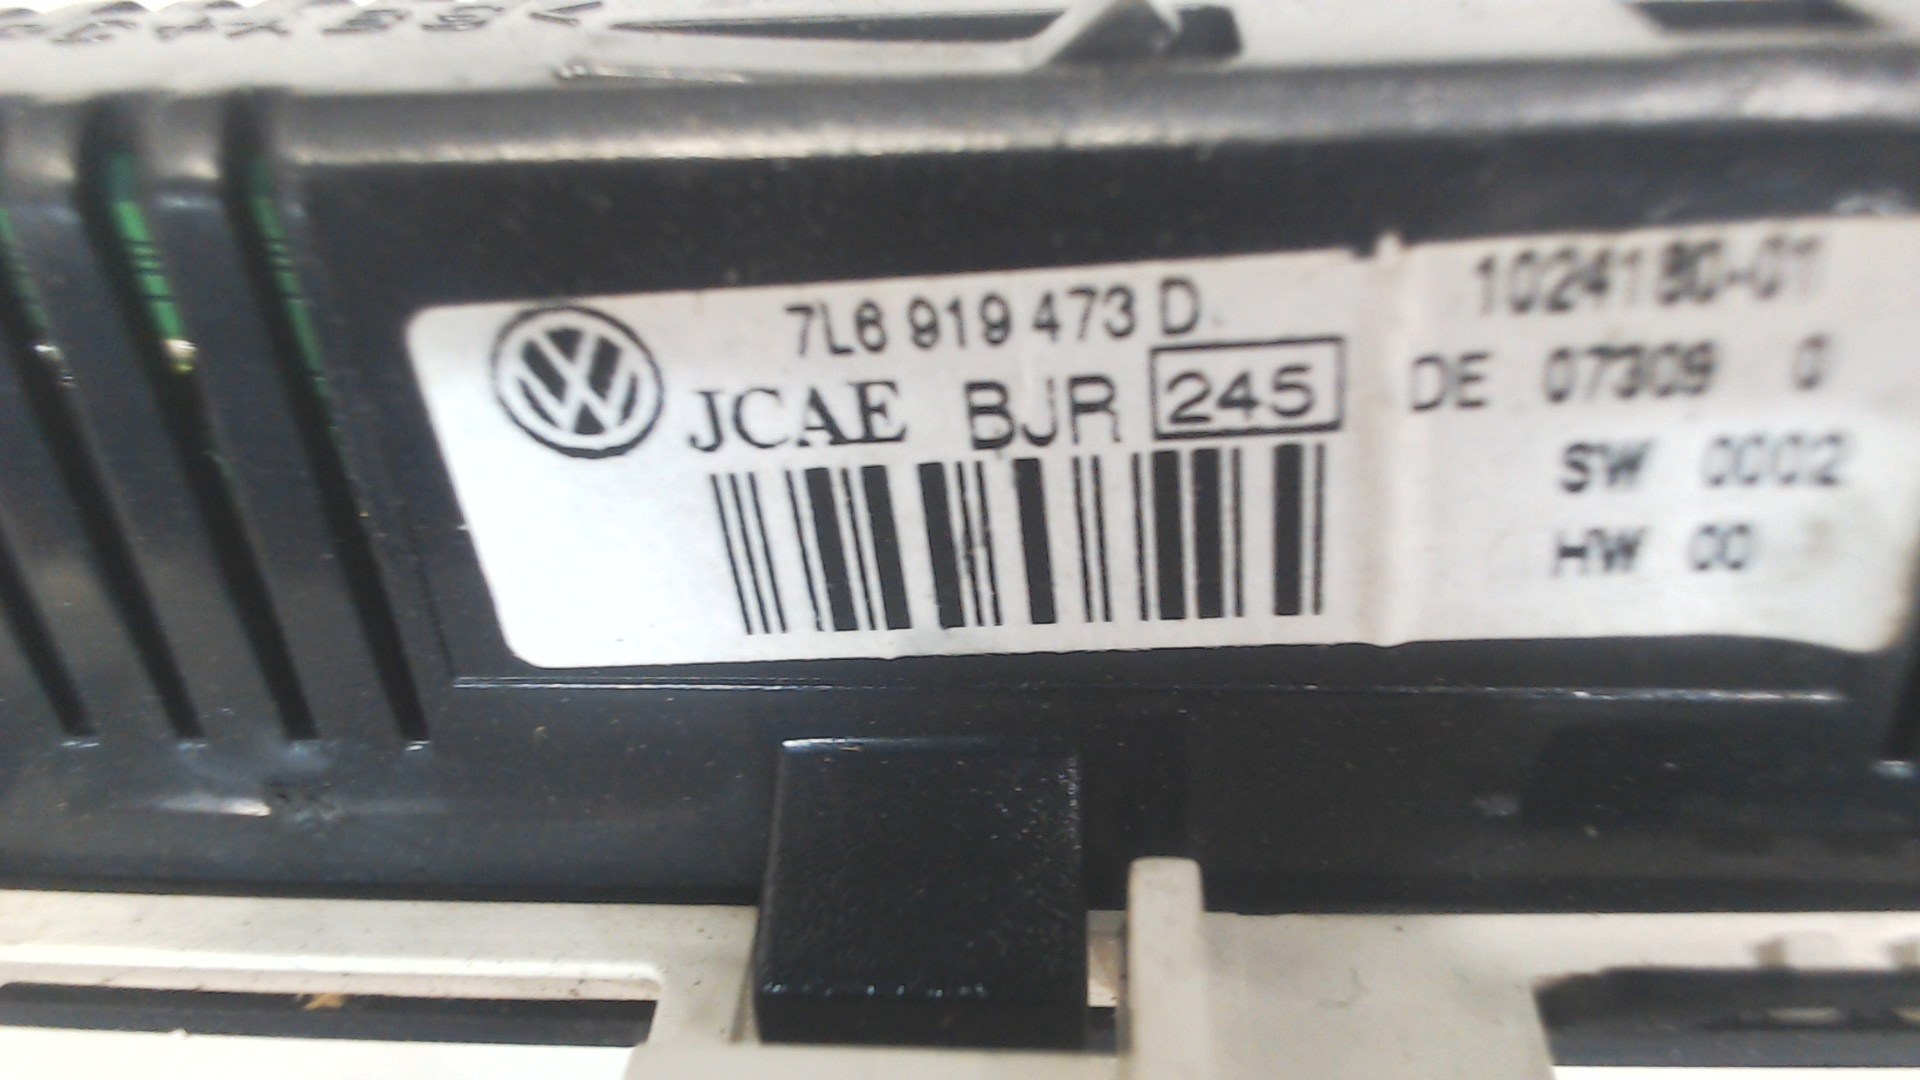 7L6 919 473 D
JCAE BJR 245
1024180-01
DE 07309 0
SW 0002
HW 00